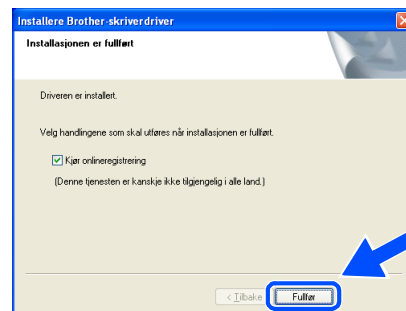 Installere Brother-skriverdriver
Installasjonen er fullført
Driveren er installert.
Velg handlingene som skal utføres når installasjonen er fullført.
Kjør onlineregistrering
(Denne tjenesten er kanskje ikke tilgjengelig i alle land.)
< Tilbake
Fullfør